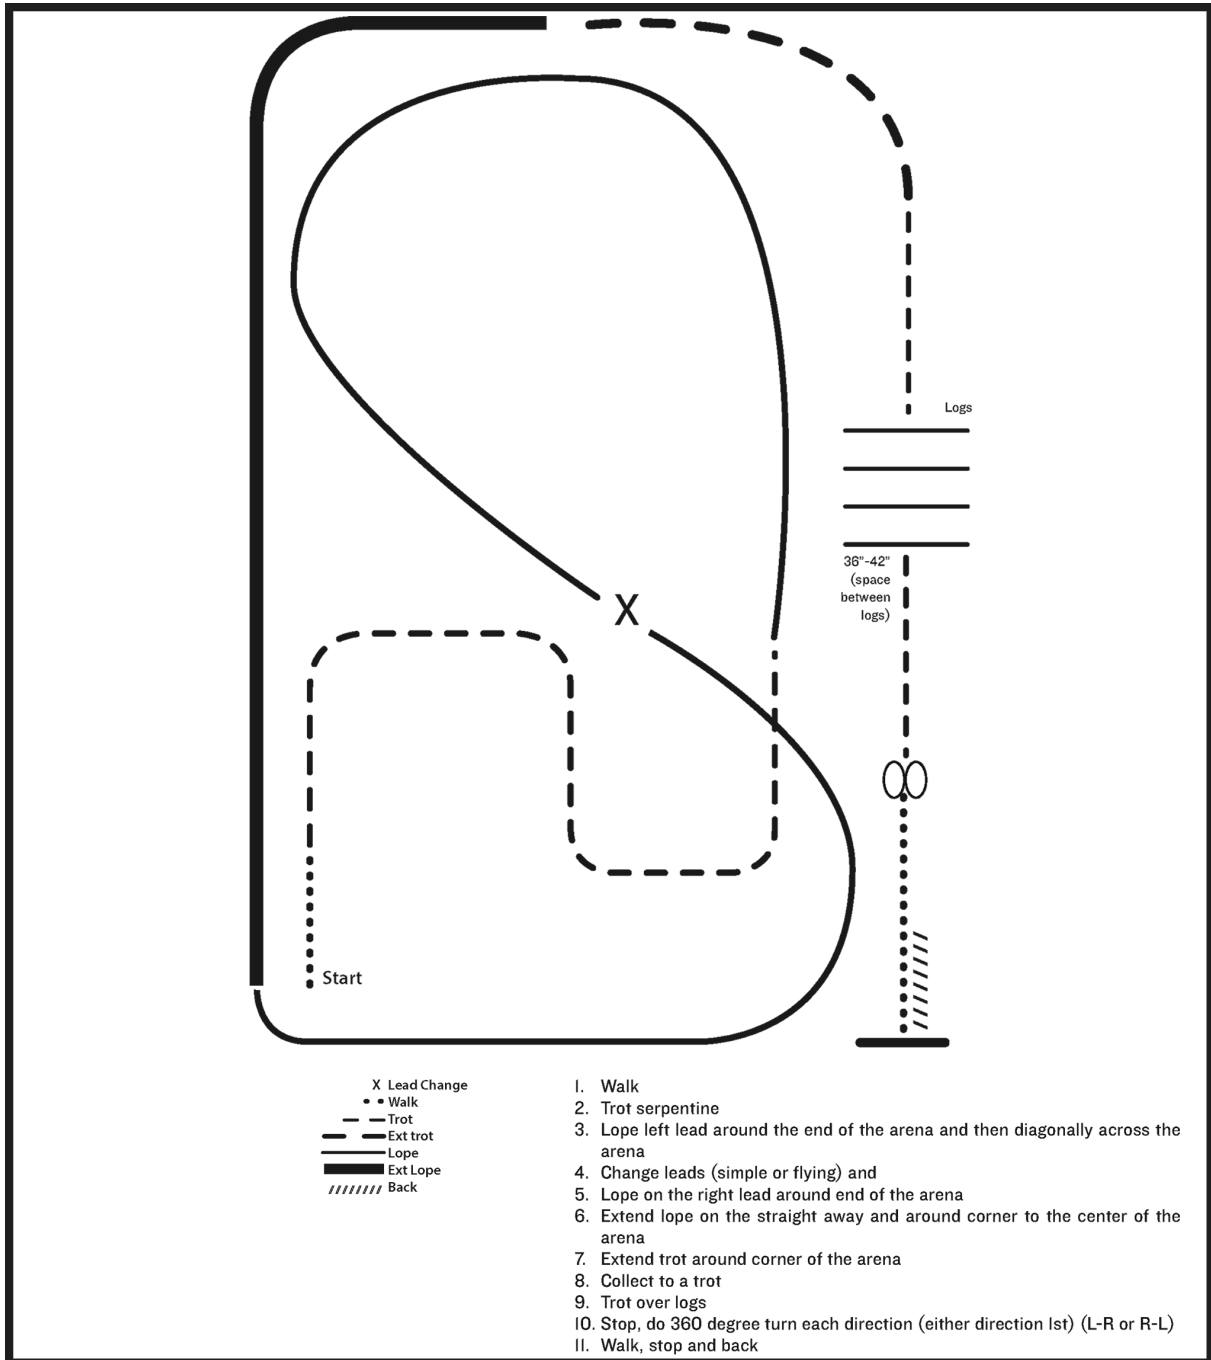 Logs
36"-42"
(space
between
logs)
X
Start
X Lead Change
Walk
Trot
Ext trot
Lope
Ext Lope
Back
1. Walk
2. Trot serpentine
3. Lope left lead around the end of the arena and then diagonally across the
arena
4. Change leads (simple or flying) and
5. Lope on the right lead around end of the arena
6. Extend lope on the straight away and around corner to the center of the
arena
7. Extend trot around corner of the arena
8. Collect to a trot
9. Trot over logs
10. Stop, do 360 degree turn each direction (either direction 1st) (L-R or R-L)
11. Walk, stop and back